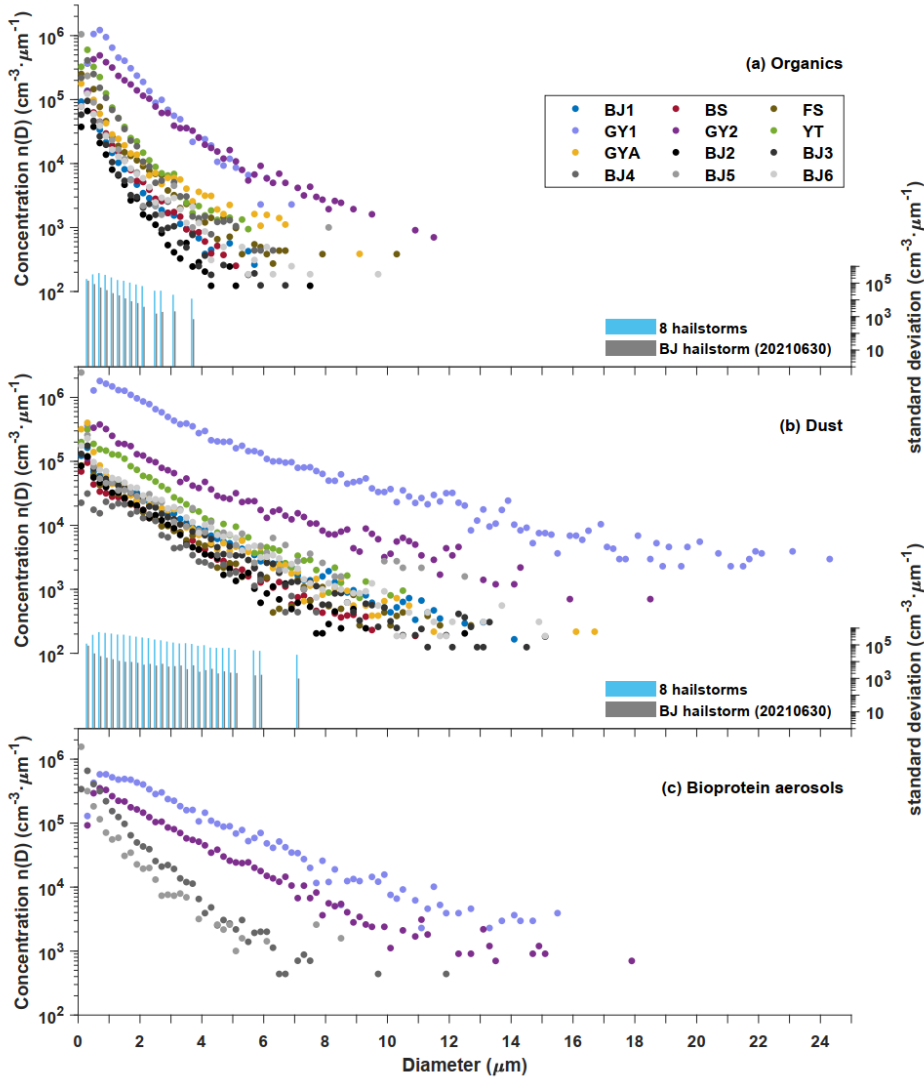 (a) Organics
Concentration n(D) (cm⁻³·μm⁻¹)
10⁶
10⁵
10⁴
10³
10²
BJ1 BS FS
GY1 GY2 YT
GYA BJ2 BJ3
BJ4 BJ5 BJ6
8 hailstorms
BJ hailstorm (20210630)
10⁵
10³
10
standard deviation (cm⁻³·μm⁻¹)
(b) Dust
Concentration n(D) (cm⁻³·μm⁻¹)
10⁶
10⁵
10⁴
10³
10²
8 hailstorms
BJ hailstorm (20210630)
10⁵
10³
10
standard deviation (cm⁻³·μm⁻¹)
(c) Bioprotein aerosols
Concentration n(D) (cm⁻³·μm⁻¹)
10⁶
10⁵
10⁴
10³
10²
0 2 4 6 8 10 12 14 16 18 20 22 24
Diameter (μm)